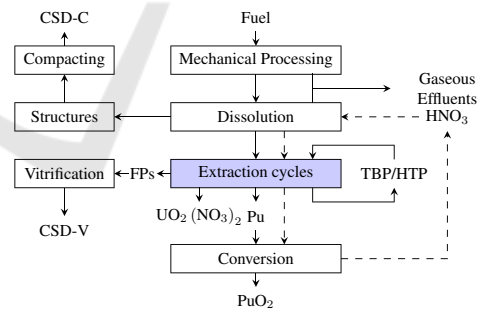 CSD-C
Fuel
Compacting
Mechanical Processing
Gaseous
Effluents
Structures
Dissolution
HNO₃
Vitrification
FPs
Extraction cycles
TBP/HTP
UO₂(NO₃)₂ Pu
CSD-V
Conversion
PuO₂